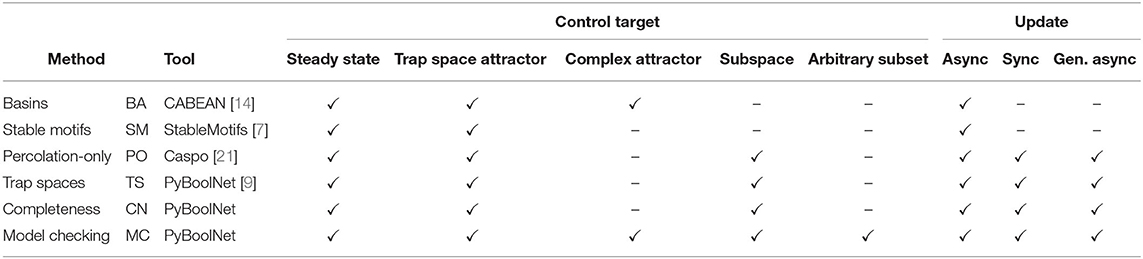 Control target Update
Method Tool Steady state Trap space attractor Complex attractor Subspace Arbitrary subset Async Sync Gen. async
Basins BA CABEAN [14] ✓ ✓ ✓ – – ✓ – –
Stable motifs SM StableMotifs [7] ✓ ✓ – – – ✓ – –
Percolation-only PO Caspo [21] ✓ ✓ – ✓ – ✓ ✓ ✓
Trap spaces TS PyBoolNet [9] ✓ ✓ – ✓ – ✓ ✓ ✓
Completeness CN PyBoolNet ✓ ✓ – ✓ – ✓ ✓ ✓
Model checking MC PyBoolNet ✓ ✓ ✓ ✓ ✓ ✓ ✓ ✓